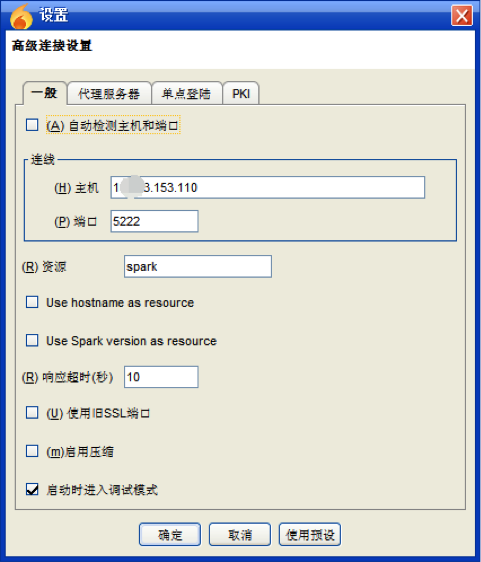 设置
高级连接设置
一般 代理服务器 单点登陆 PKI
(A) 自动检测主机和端口
连线
(H) 主机 3.153.110
(P) 端口 5222
(R) 资源 spark
Use hostname as resource
Use Spark version as resource
(R) 响应超时(秒) 10
(U) 使用旧SSL端口
(m)启用压缩
启动时进入调试模式
确定 取消 使用预设